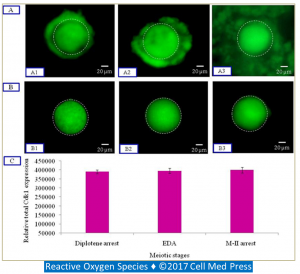 A
A1
20 µm
A2
20 µm
A3
20 µm
B
B1
20 µm
B2
20 µm
B3
20 µm
C
Relative total Cdk1 expression
450000
400000
350000
300000
250000
200000
150000
100000
50000
Diplotene arrest
EDA
M-II arrest
Meiotic stages
Reactive Oxygen Species ♦ ©2017 Cell Med Press